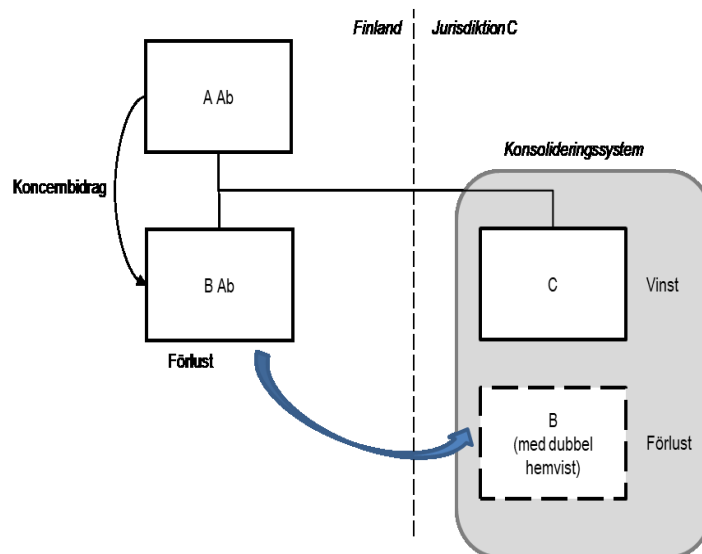 Finland
Jurisdiktion C
A Ab
Konsolideringssystem
Koncernbidrag
B Ab
C
Vinst
Förlust
B
(med dubbel
hemvist)
Förlust